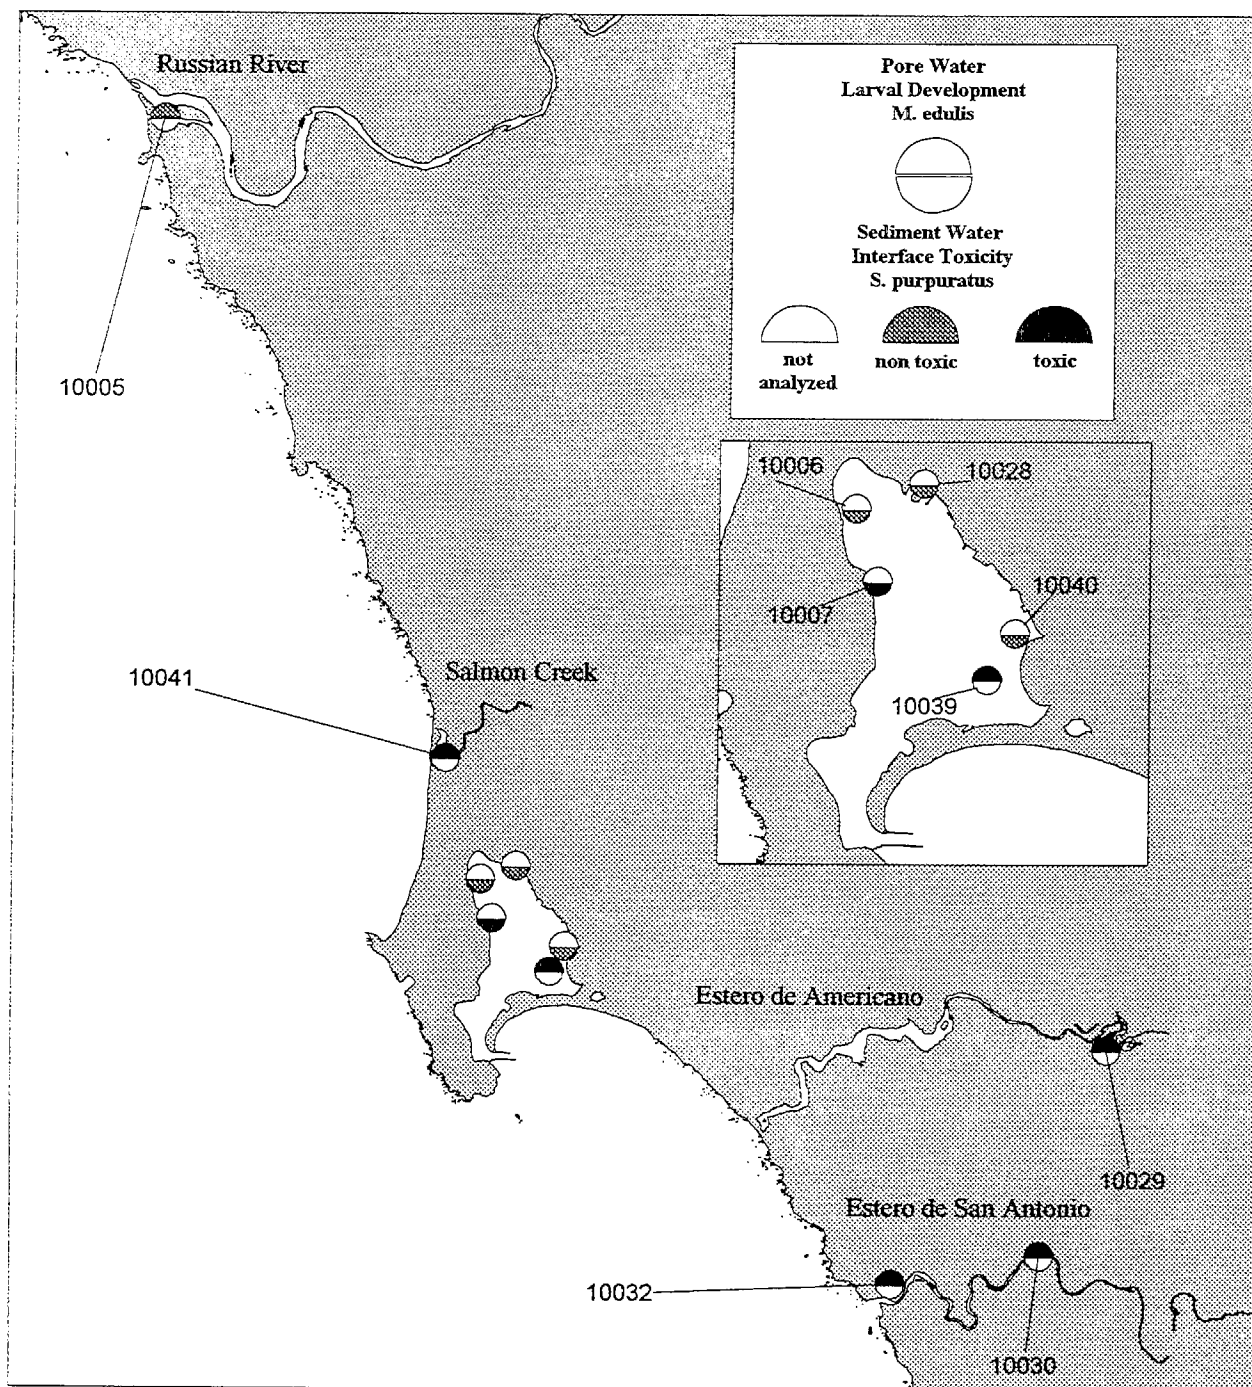 Russian River
Pore Water
Larval Development
M. edulis
Sediment Water
Interface Toxicity
S. purpuratus
not
analyzed
non toxic
toxic
10005
10006
10028
10007
10040
10039
10041
Salmon Creek
Estero de Americano
10029
Estero de San Antonio
10032
10030